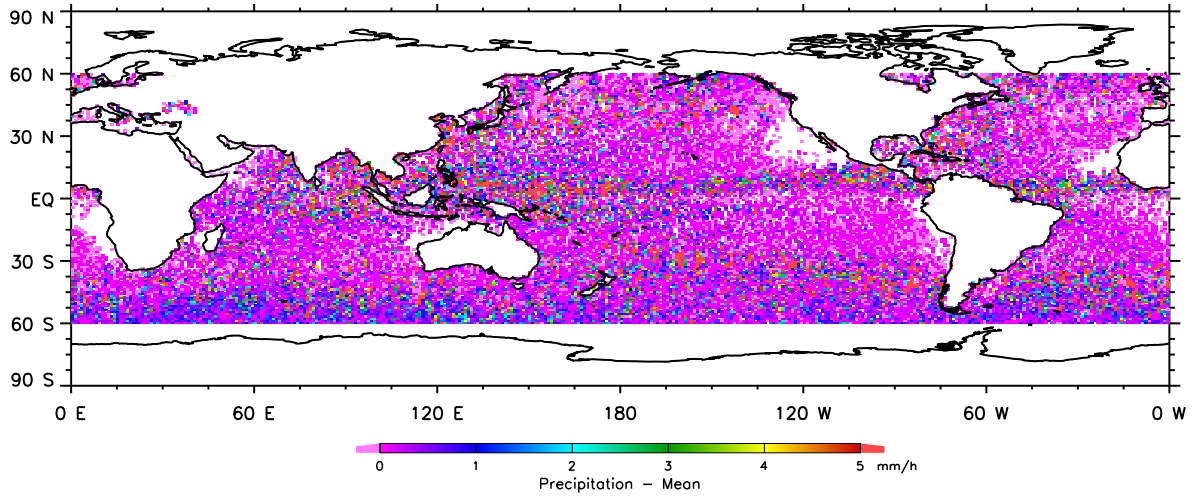 90 N
60 N
30 N
EQ
30 S
60 S
90 S
0 E 60 E 120 E 180 120 W 60 W 0 W
0 1 2 3 4 5 mm/h
Precipitation − Mean